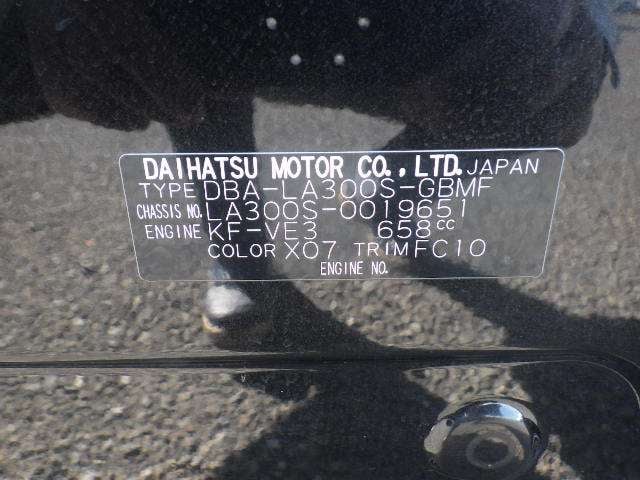 DAIHATSU MOTOR CO., LTD. JAPAN
TYPE DBA-LA300S-GBMF
CHASSIS NO. LA300S-0019651
ENGINE KF-VE3 658cc
COLOR X07 TRIM FC10
ENGINE NO.